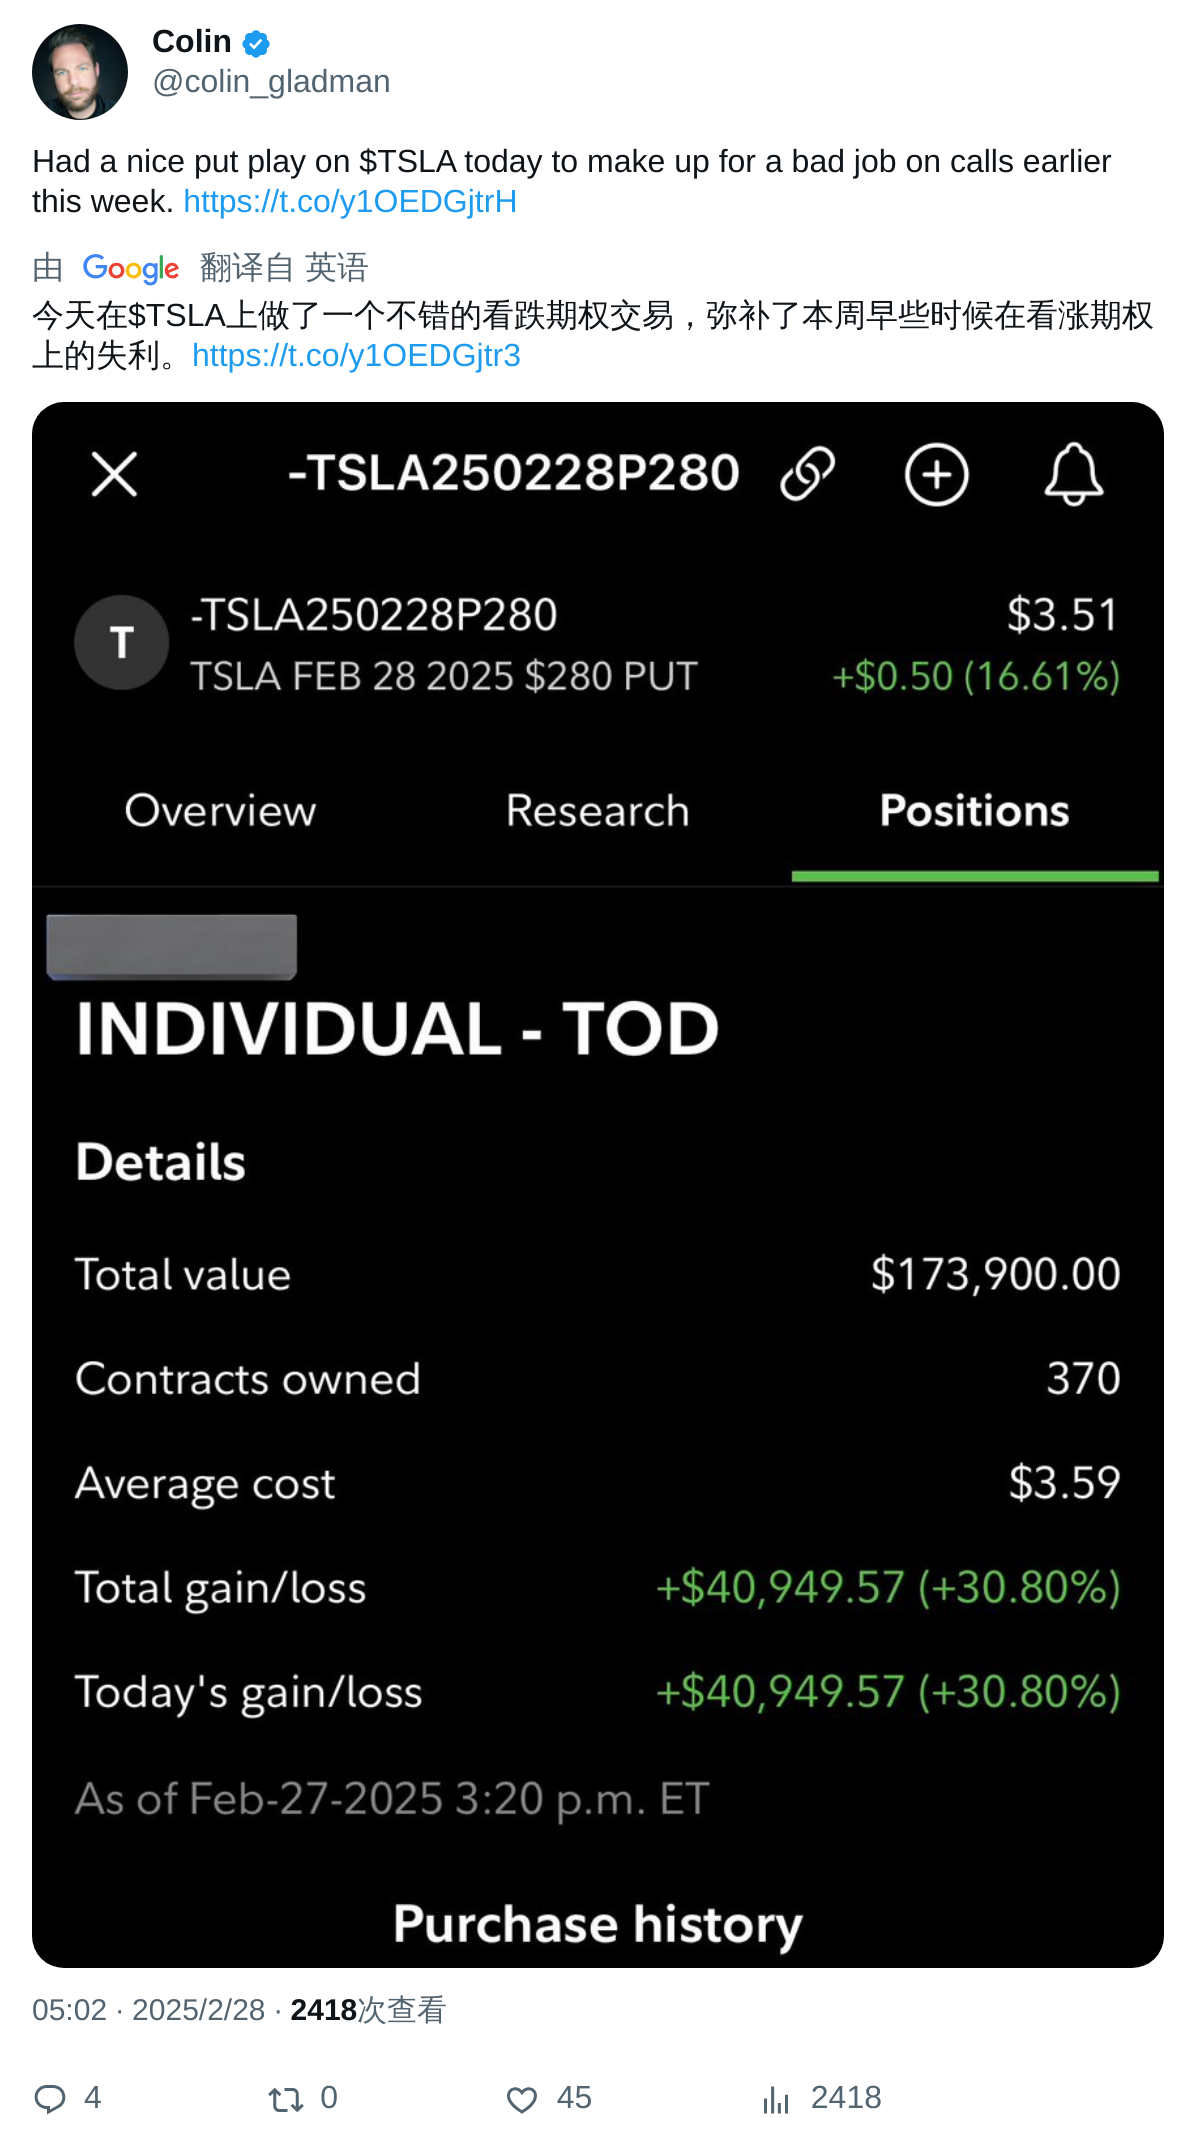 Colin
@colin_gladman
Had a nice put play on $TSLA today to make up for a bad job on calls earlier
this week. https://t.co/y1OEDGjtrH
由 Google 翻译自 英语
今天在$TSLA上做了一个不错的看跌期权交易，弥补了本周早些时候在看涨期权
上的失利。https://t.co/y1OEDGjtr3
-TSLA250228P280
T
-TSLA250228P280 $3.51
TSLA FEB 28 2025 $280 PUT +$0.50 (16.61%)
Overview Research Positions
INDIVIDUAL - TOD
Details
Total value $173,900.00
Contracts owned 370
Average cost $3.59
Total gain/loss +$40,949.57 (+30.80%)
Today's gain/loss +$40,949.57 (+30.80%)
As of Feb-27-2025 3:20 p.m. ET
Purchase history
05:02 · 2025/2/28 · 2418次查看
4 0 45 2418